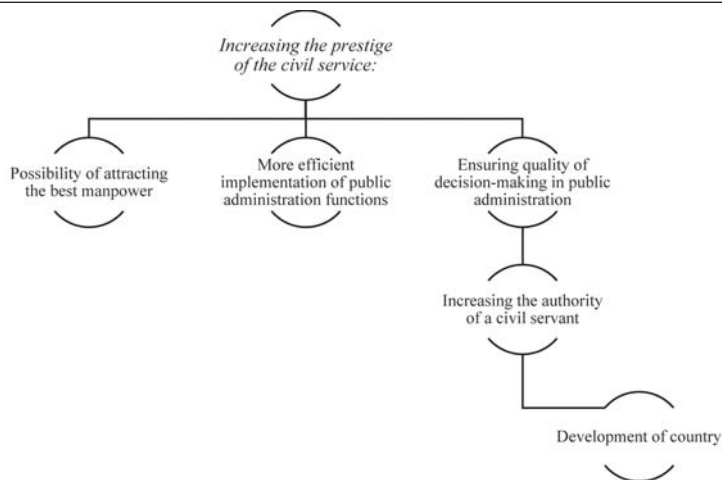 Increasing the prestige
of the civil service:
Possibility of attracting
the best manpower
More efficient
implementation of public
administration functions
Ensuring quality of
decision-making in public
administration
Increasing the authority
of a civil servant
Development of country